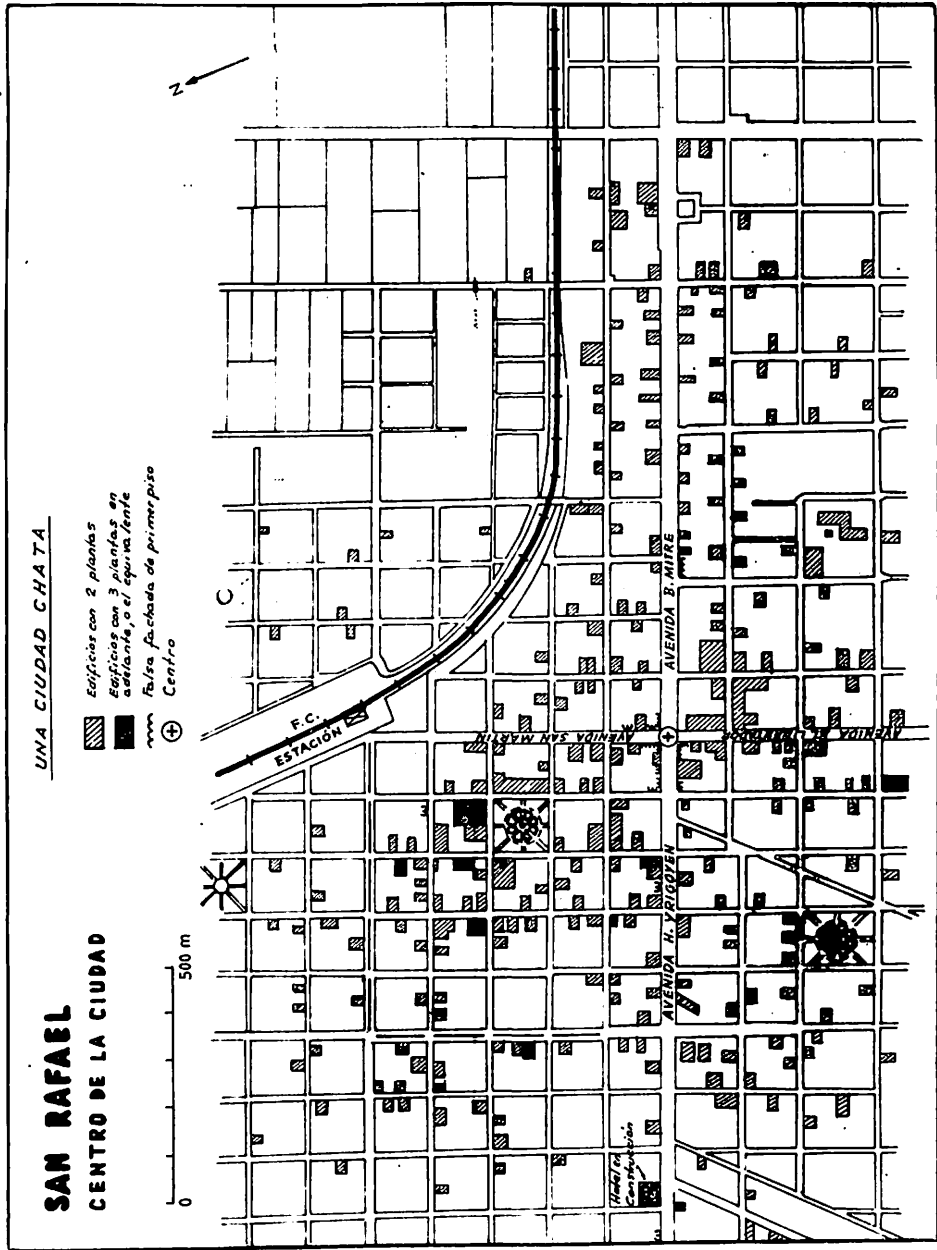 SAN RAFAEL
CENTRO DE LA CIUDAD
0 500 m
UNA CIUDAD CHATA
Edificios con 2 plantas
Edificios con 3 plantas en
adelante, o el equivalente
Falsa fachada de primer piso
Centro
N
F.C.
ESTACIÓN
AVENIDA SAN MARTIN
AVENIDA B. MITRE
AVENIDA H. YRIGOYEN
AVENIDA EL LIBERTADOR
Hotel en
Construcción